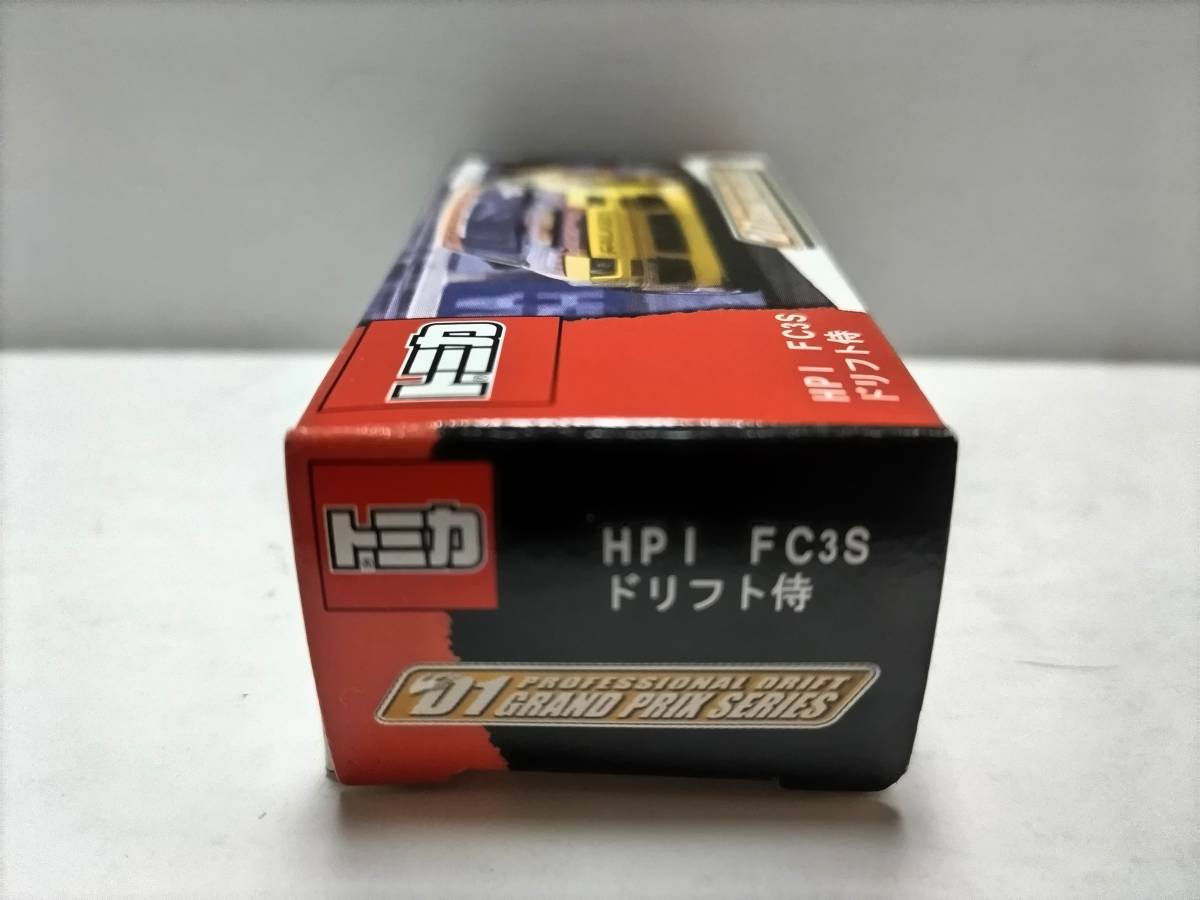 トミカ
HPI FC3S
ドリフト侍
トミカ
HPI FC3S
ドリフト侍
D1 PROFESSIONAL DRIFT
GRAND PRIX SERIES